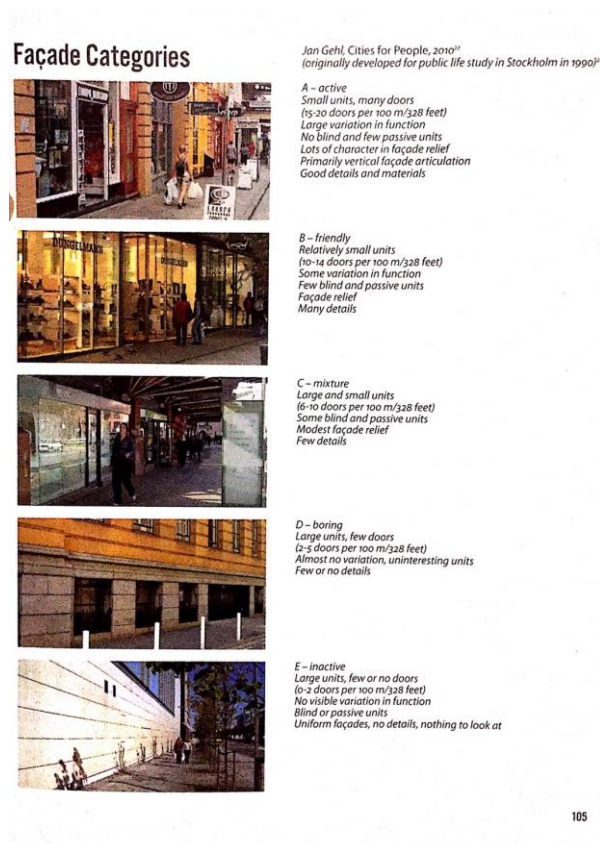 Façade Categories
Jan Gehl, Cities for People, 2010²⁷
(originally developed for public life study in Stockholm in 1990)²
A – active
Small units, many doors
(15-20 doors per 100 m/328 feet)
Large variation in function
No blind and few passive units
Lots of character in façade relief
Primarily vertical façade articulation
Good details and materials
B – friendly
Relatively small units
(10-14 doors per 100 m/328 feet)
Some variation in function
Few blind and passive units
Façade relief
Many details
DÜNGELMANN
C – mixture
Large and small units
(6-10 doors per 100 m/328 feet)
Some blind and passive units
Modest façade relief
Few details
D – boring
Large units, few doors
(2-5 doors per 100 m/328 feet)
Almost no variation, uninteresting units
Few or no details
E – inactive
Large units, few or no doors
(0-2 doors per 100 m/328 feet)
No visible variation in function
Blind or passive units
Uniform façades, no details, nothing to look at
105